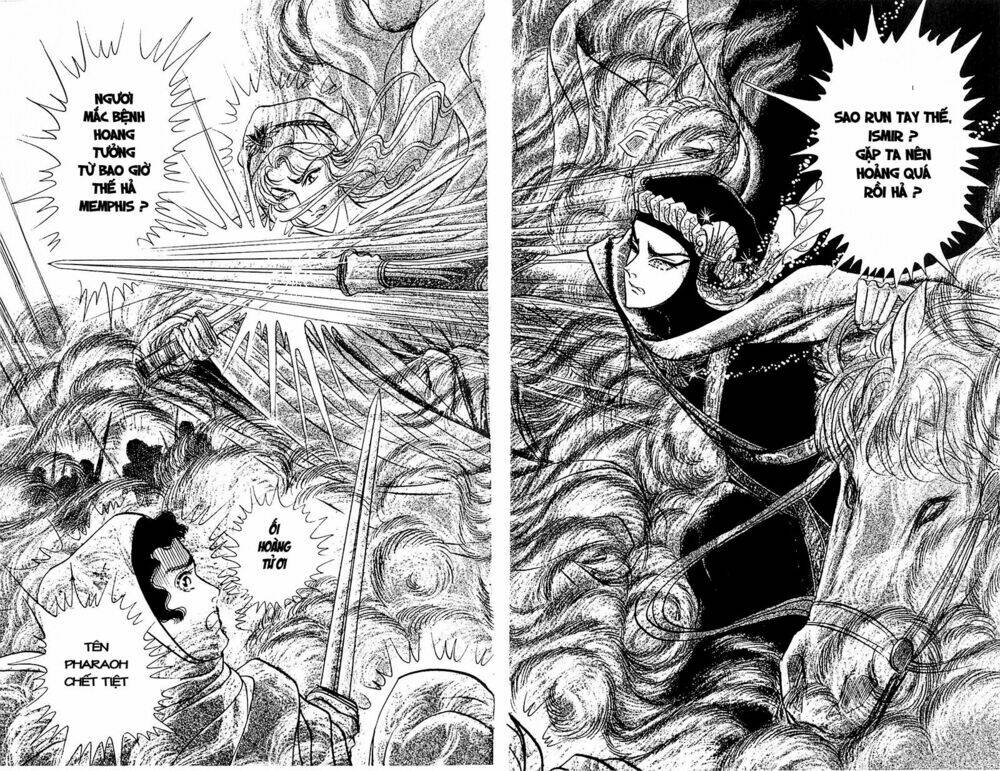 SAO RUN TAY THẾ,
ISMIR ?
GẶP TA NÊN
HOẢNG QUÁ
RỒI HẢ ?
NGƯƠI
MẮC BỆNH
HOANG
TƯỞNG
TỪ BAO GIỜ
THẾ HẢ
MEMPHIS ?
ỐI
HOÀNG
TỬ ƠI
TÊN
PHARAOH
CHẾT TIỆT